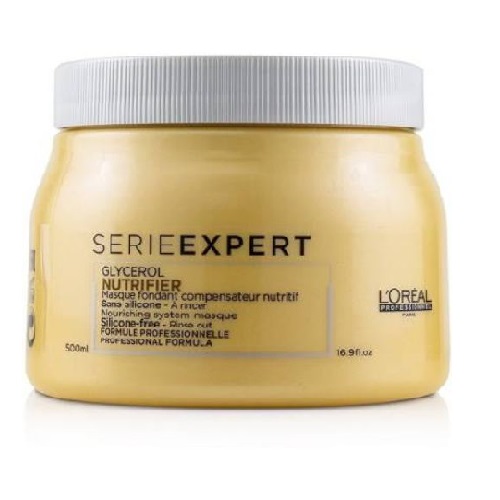 SERIEEXPERT
GLYCEROL
NUTRIFIER
Masque fondant compensateur nutritif
Sans silicone - À rincer
Nourishing system masque
Silicone-free - Rinse out
FORMULE PROFESSIONNELLE
PROFESSIONAL FORMULA
500ml
16.9fl.oz
L'ORÉAL
PROFESSIONNEL
PARIS